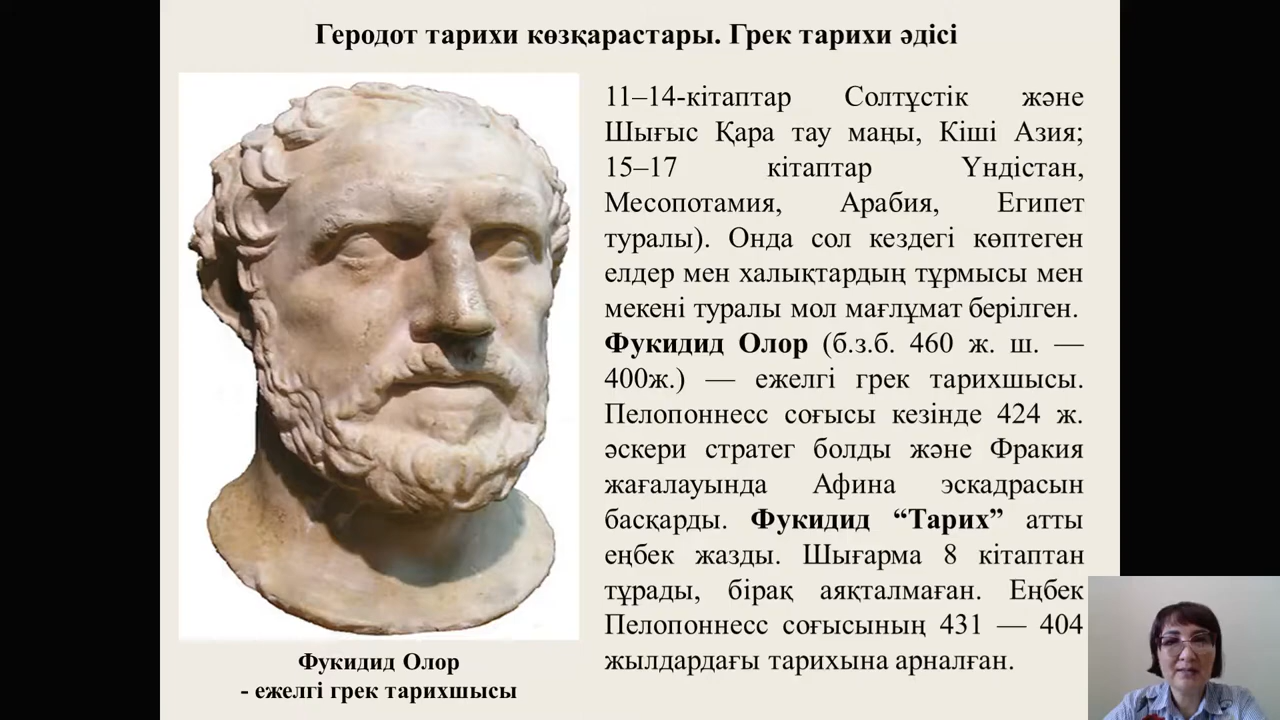 Геродот тарихи көзқарастары. Грек тарихи әдісі
11–14-кітаптар Солтұстік және
Шығыс Қара тау маңы, Кіші Азия;
15–17 кітаптар Үндістан,
Месопотамия, Арабия, Египет
туралы). Онда сол кездегі көптеген
елдер мен халықтардың тұрмысы мен
мекені туралы мол мағлұмат берілген.
Фукидид Олор (б.з.б. 460 ж. ш. —
400ж.) — ежелгі грек тарихшысы.
Пелопоннесс соғысы кезінде 424 ж.
әскери стратег болды және Фракия
жағалауында Афина эскадрасын
басқарды. Фукидид “Тарих” атты
еңбек жазды. Шығарма 8 кітаптан
тұрады, бірақ аяқталмаған. Еңбек
Пелопоннесс соғысының 431 — 404
жылдардағы тарихына арналған.
Фукидид Олор
- ежелгі грек тарихшысы